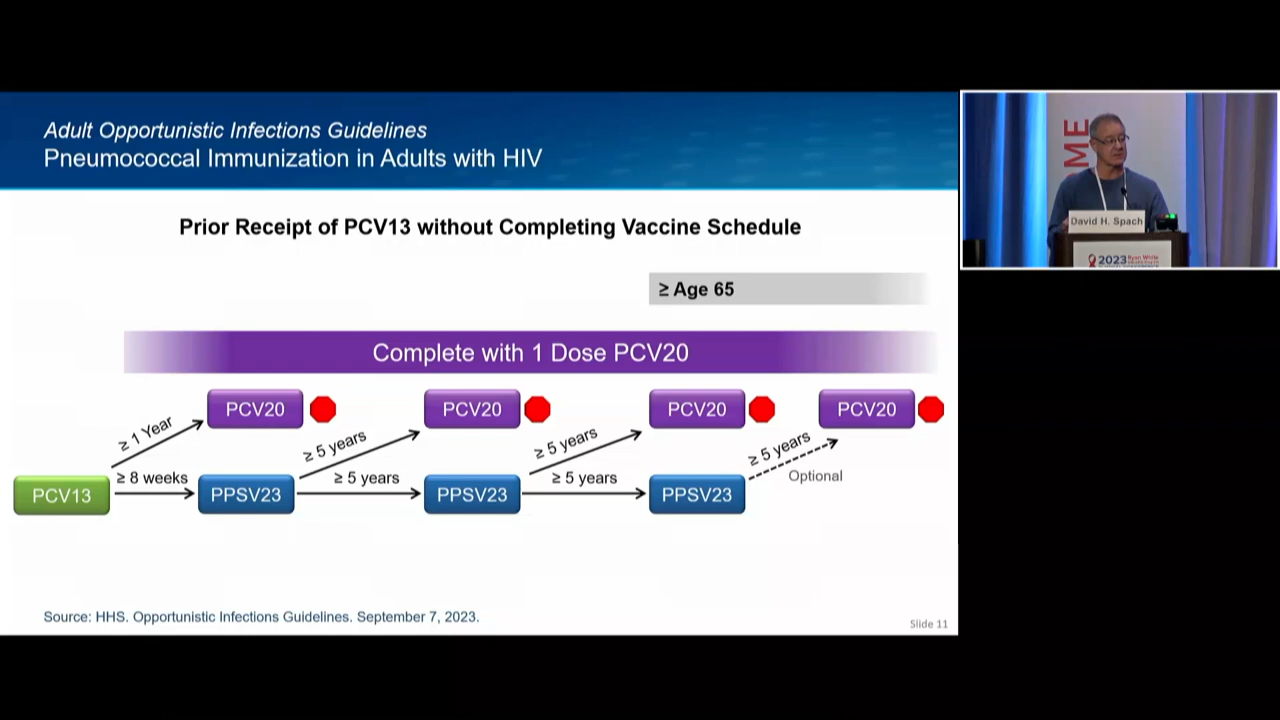 Adult Opportunistic Infections Guidelines
Pneumococcal Immunization in Adults with HIV
Prior Receipt of PCV13 without Completing Vaccine Schedule
≥ Age 65
Complete with 1 Dose PCV20
PCV20
PCV20
PCV20
PCV20
≥ 1 Year
≥ 5 years
≥ 5 years
≥ 5 years
≥ 8 weeks
≥ 5 years
≥ 5 years
Optional
PCV13
PPSV23
PPSV23
PPSV23
Source: HHS. Opportunistic Infections Guidelines. September 7, 2023.
Slide 11
OME
David H. Spach
2023 Ryan White